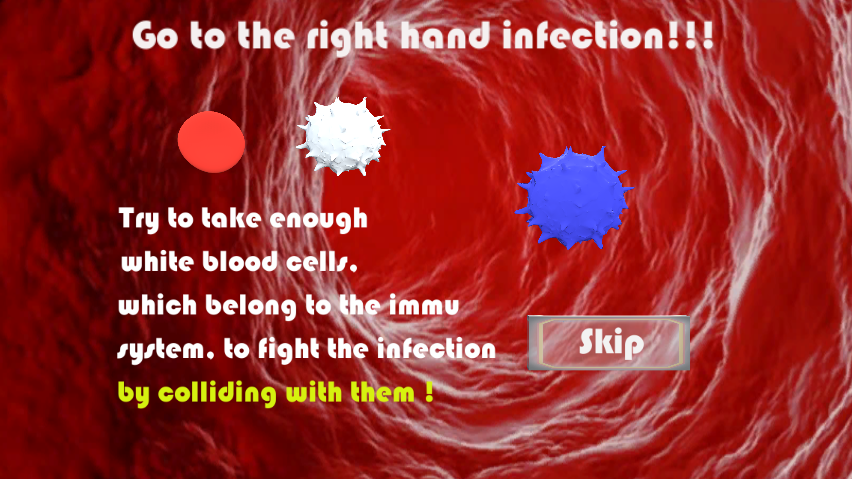 Go to the right hand infection!!!
Try to take enough
white blood cells,
which belong to the immu
system, to fight the infection
by colliding with them !
Skip